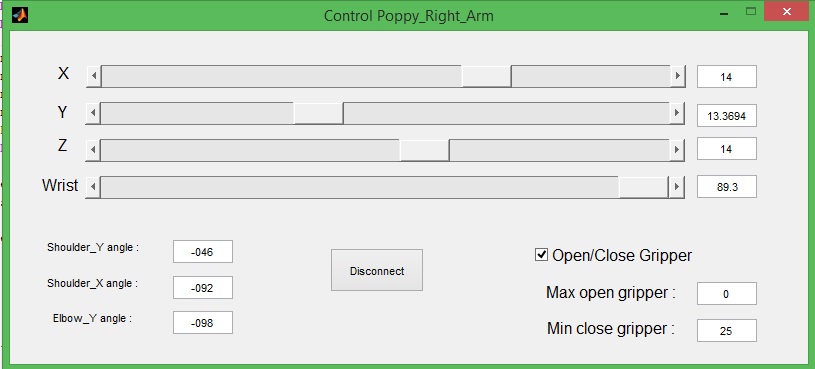 Control Poppy_Right_Arm
X 14
Y 13.3694
Z 14
Wrist 89.3
Shoulder_Y angle : -046
Shoulder_X angle : -092
Elbow_Y angle : -098
Disconnect
Open/Close Gripper
Max open gripper : 0
Min close gripper : 25